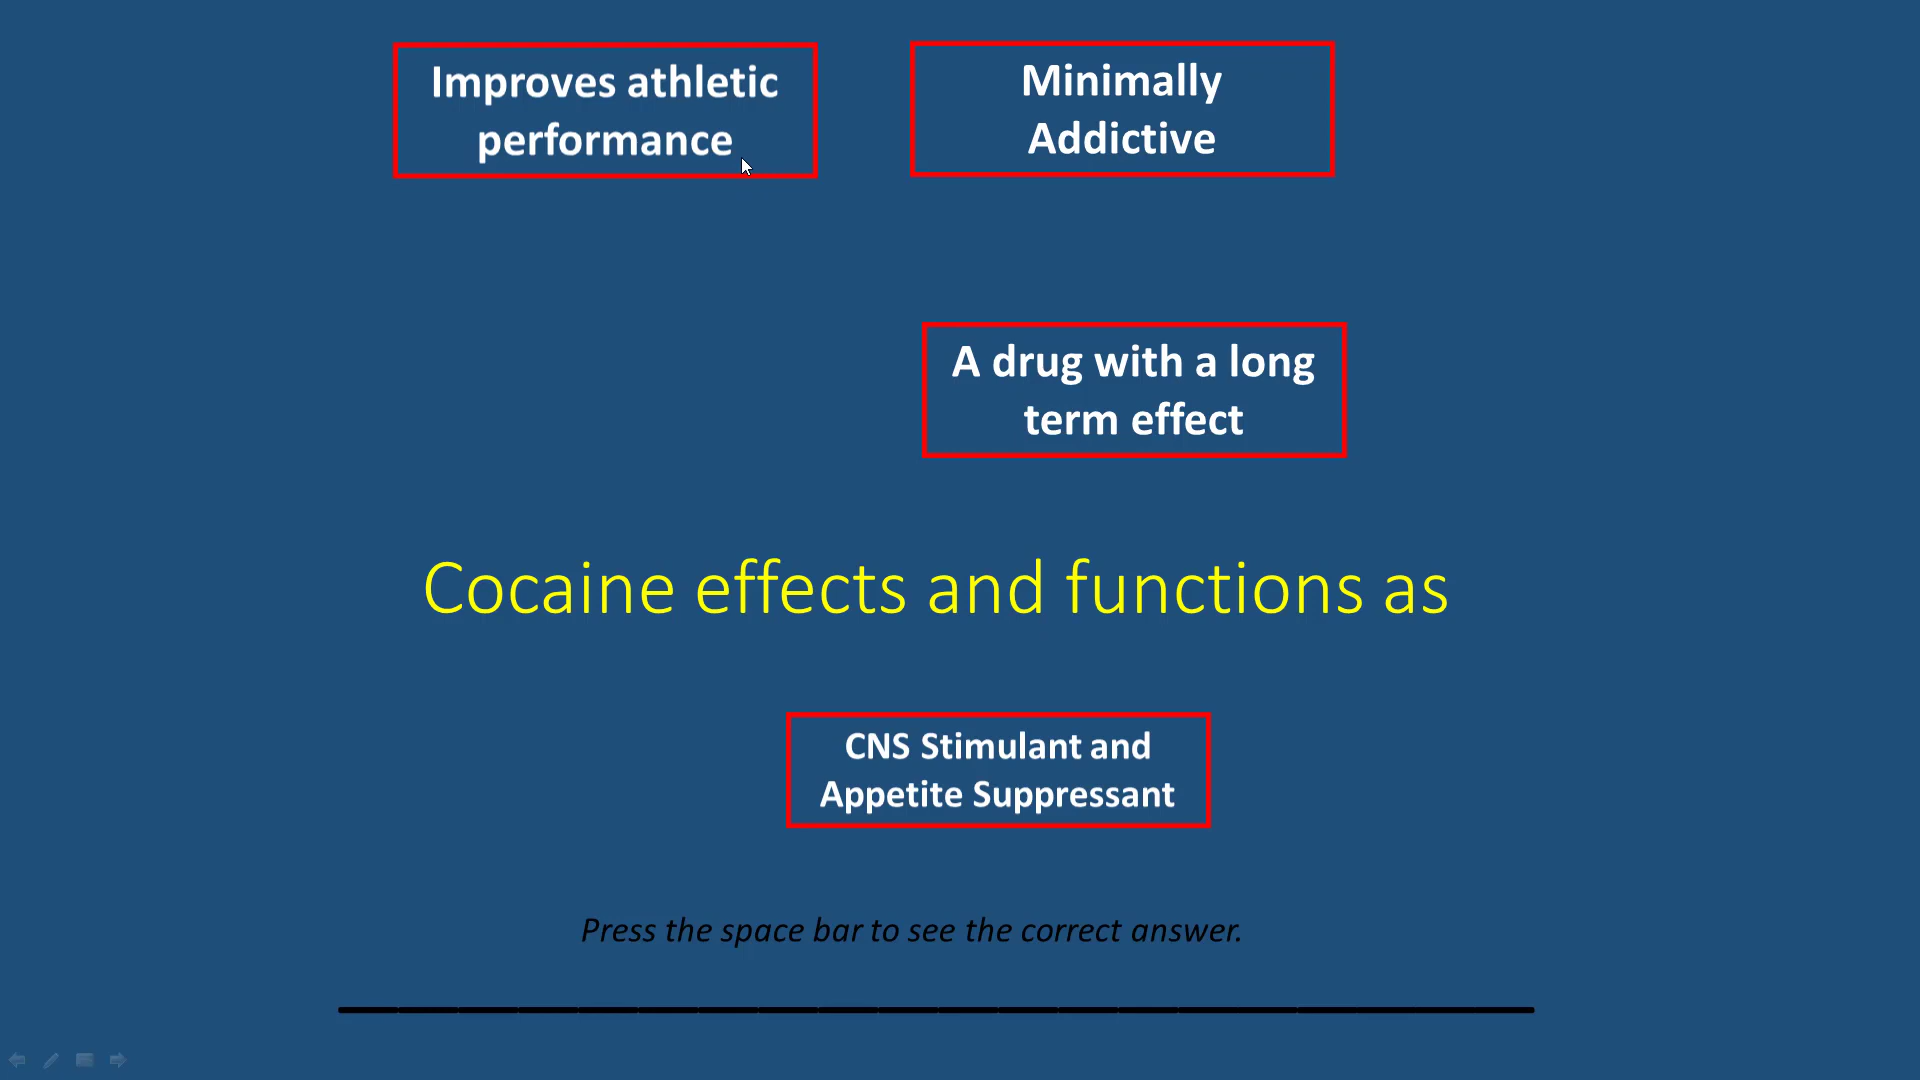 Improves athletic
performance
Minimally
Addictive
A drug with a long
term effect
Cocaine effects and functions as
CNS Stimulant and
Appetite Suppressant
Press the space bar to see the correct answer.